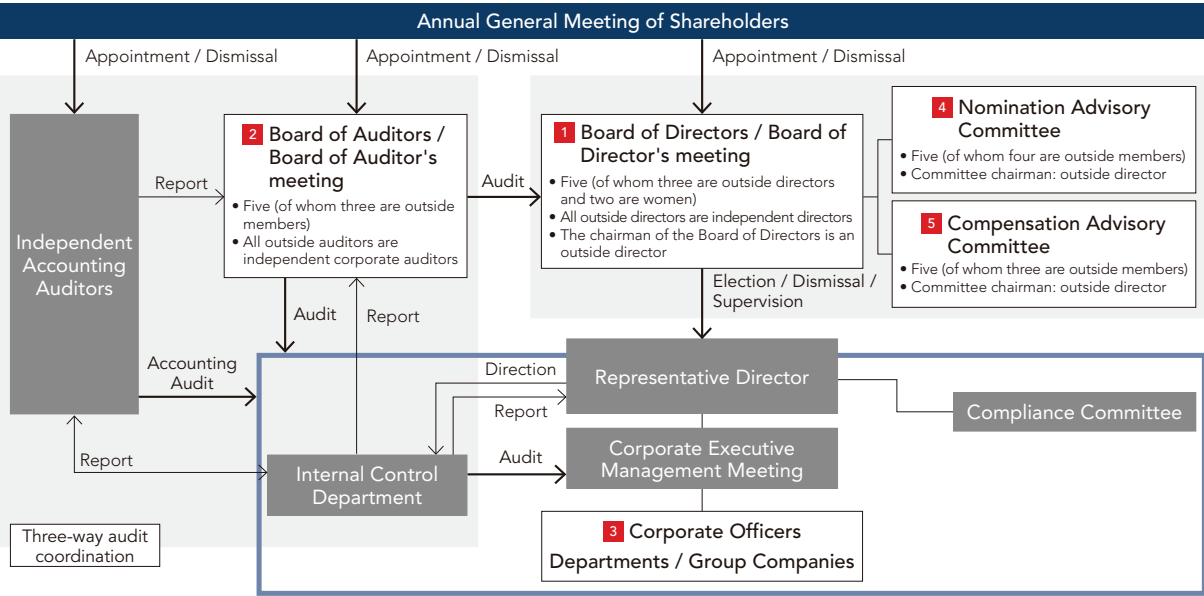 Annual General Meeting of Shareholders
Appointment / Dismissal
Appointment / Dismissal
Appointment / Dismissal
Independent
Accounting
Auditors
Report
2 Board of Auditors /
Board of Auditor's
meeting
• Five (of whom three are outside
members)
• All outside auditors are
independent corporate auditors
Audit
1 Board of Directors / Board of
Director's meeting
• Five (of whom three are outside directors
and two are women)
• All outside directors are independent directors
• The chairman of the Board of Directors is an
outside director
4 Nomination Advisory
Committee
• Five (of whom four are outside members)
• Committee chairman: outside director
5 Compensation Advisory
Committee
• Five (of whom three are outside members)
• Committee chairman: outside director
Audit
Report
Election / Dismissal /
Supervision
Accounting
Audit
Direction
Report
Representative Director
Compliance Committee
Report
Internal Control
Department
Audit
Corporate Executive
Management Meeting
Three-way audit
coordination
3 Corporate Officers
Departments / Group Companies